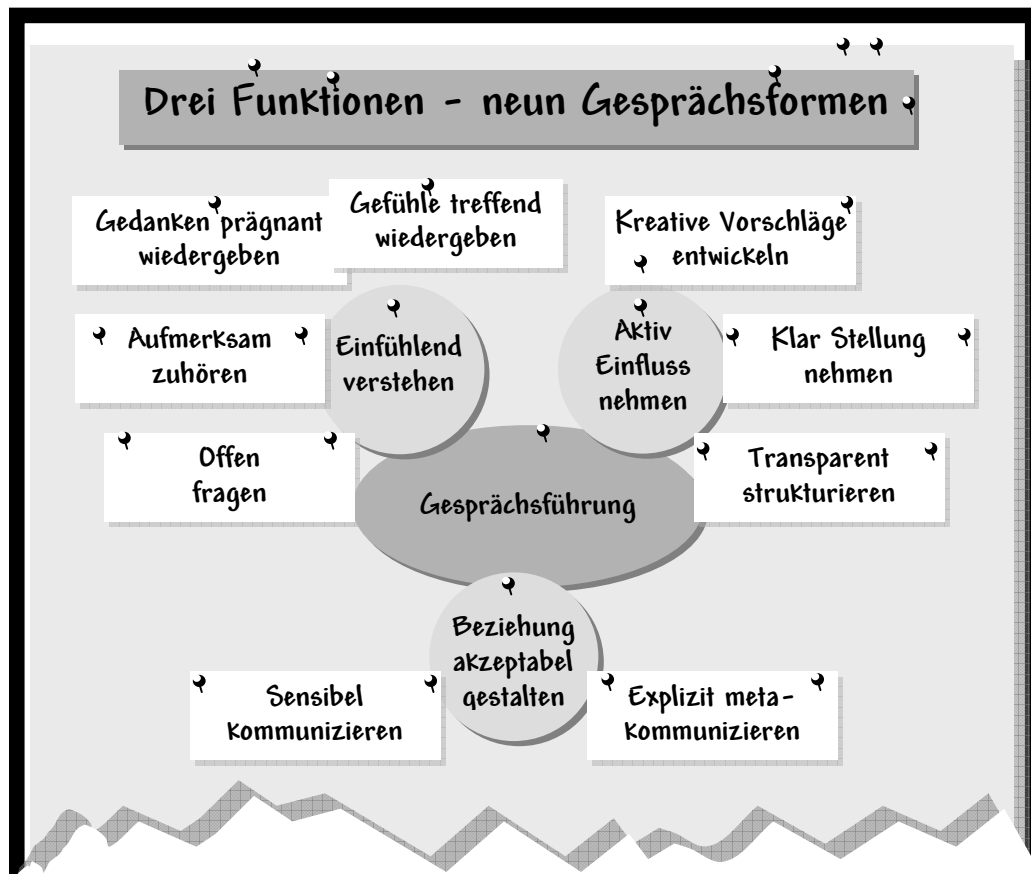 Drei Funktionen - neun Gesprächsformen
Gedanken prägnant
wiedergeben
Gefühle treffend
wiedergeben
Kreative Vorschläge
entwickeln
Aufmerksam
zuhören
Einfühlend
verstehen
Aktiv
Einfluss
nehmen
Klar Stellung
nehmen
Offen
fragen
Gesprächsführung
Transparent
strukturieren
Beziehung
akzeptabel
gestalten
Sensibel
kommunizieren
Explizit meta-
kommunizieren